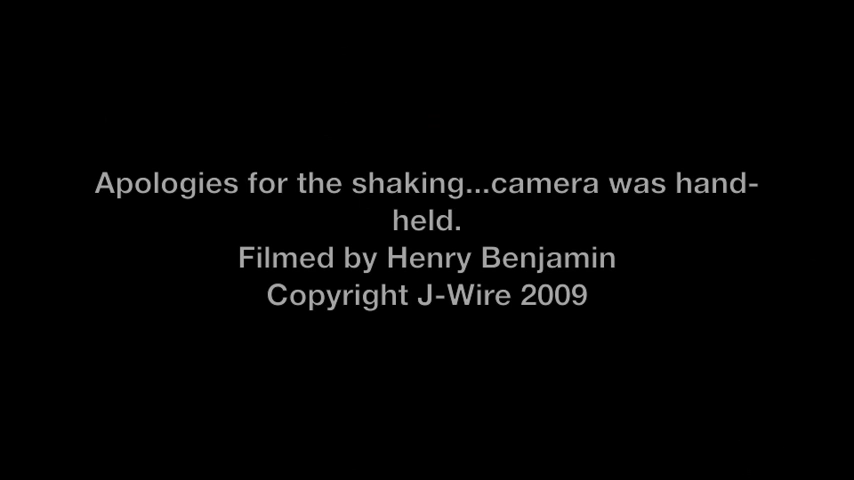 Apologies for the shaking...camera was hand-
held.
Filmed by Henry Benjamin
Copyright J-Wire 2009